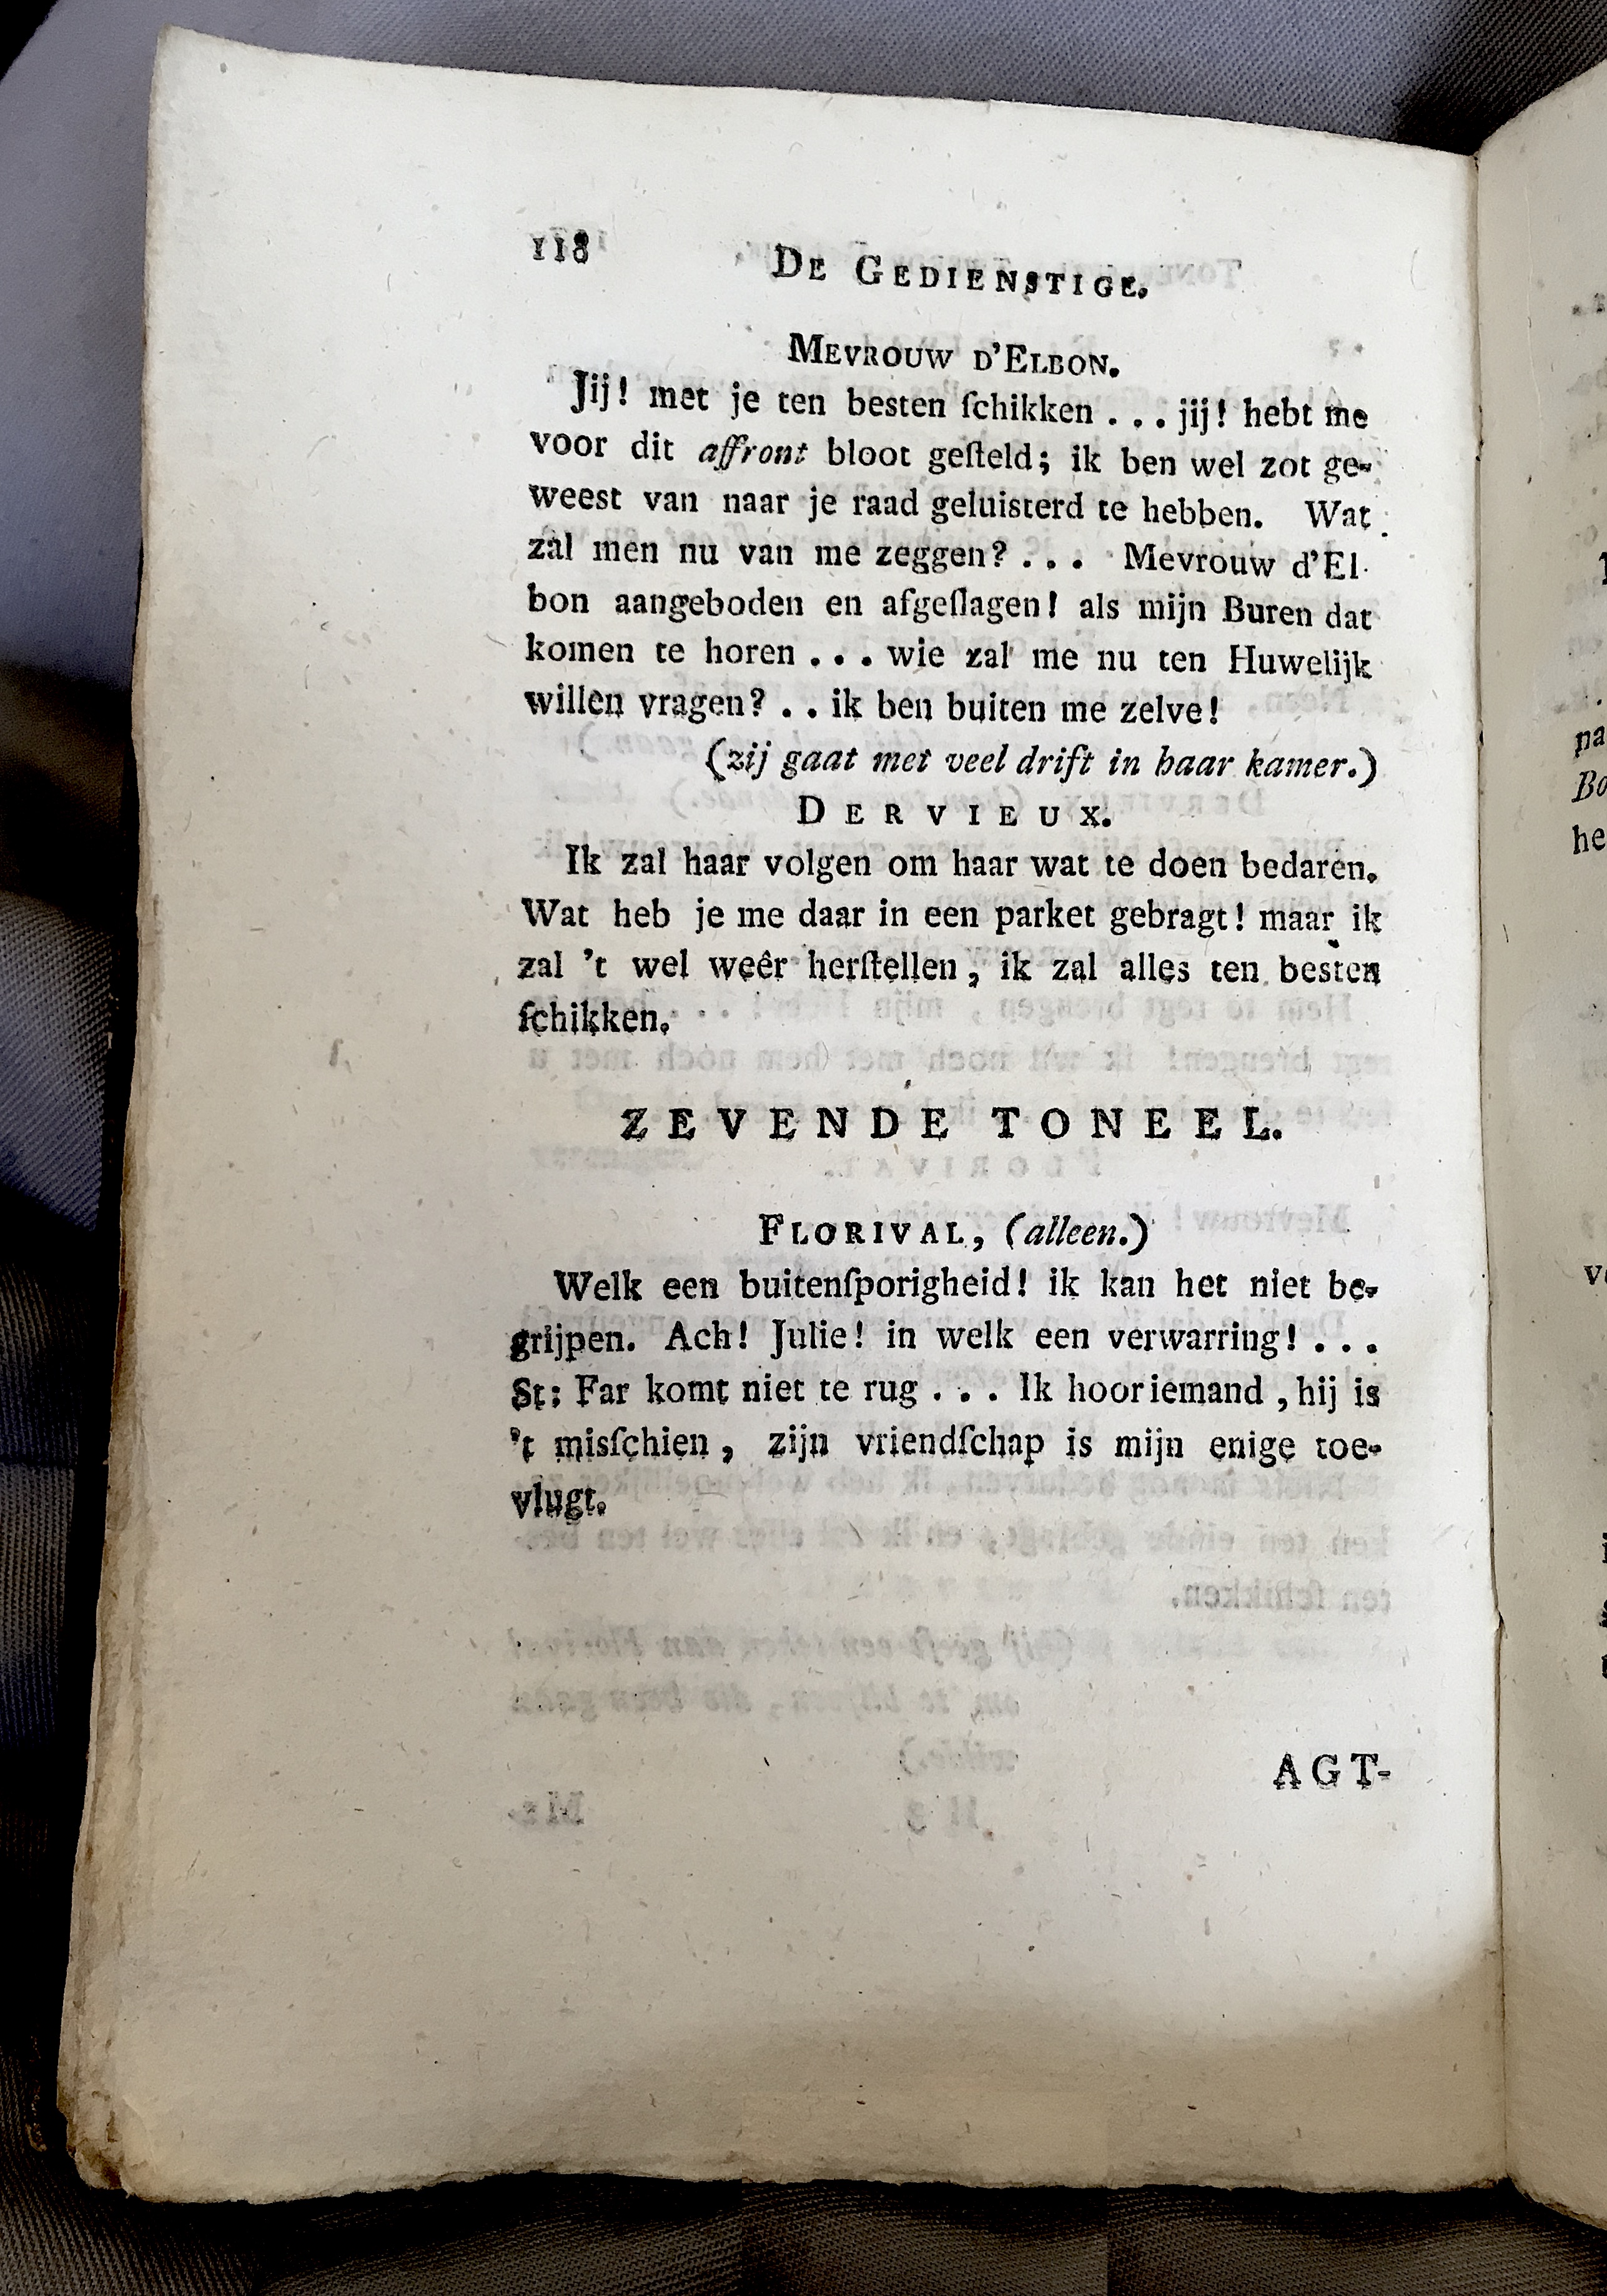 118 De Gedienstige.
Mevrouw d'Elbon.
Jij! met je ten besten ſchikken . . . jij! hebt me
voor dit affront bloot geſteld; ik ben wel zot ge-
weest van naar je raad geluisterd te hebben. Wat
zal men nu van me zeggen? . . . Mevrouw d'El-
bon aangeboden en afgeſlagen! als mijn Buren dat
komen te horen . . . wie zal me nu ten Huwelijk
willen vragen? . . ik ben buiten me zelve!
(zij gaat met veel drift in haar kamer.)
Dervieux.
Ik zal haar volgen om haar wat te doen bedaren.
Wat heb je me daar in een parket gebragt! maar ik
zal 't wel weêr herſtellen, ik zal alles ten besten
ſchikken.
ZEVENDE TONEEL.
Florival, (alleen.)
Welk een buitenſporigheid! ik kan het niet be-
grijpen. Ach! Julie! in welk een verwarring! . . .
St: Far komt niet te rug . . . Ik hoor iemand, hij is
't misſchien, zijn vriendſchap is mijn enige toe-
vlugt.
AGT-
pa
Bo
he